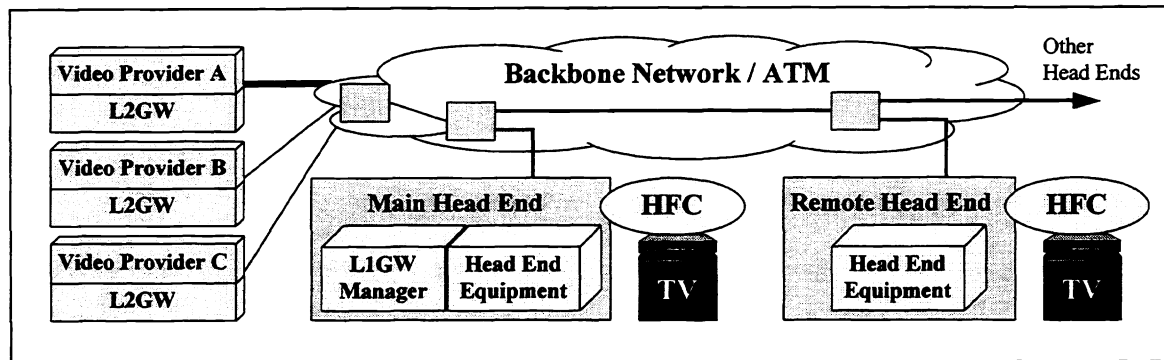 Video Provider A
L2GW
Video Provider B
L2GW
Video Provider C
L2GW
Backbone Network / ATM
Other
Head Ends
Main Head End
L1GW
Manager
Head End
Equipment
HFC
TV
Remote Head End
Head End
Equipment
HFC
TV